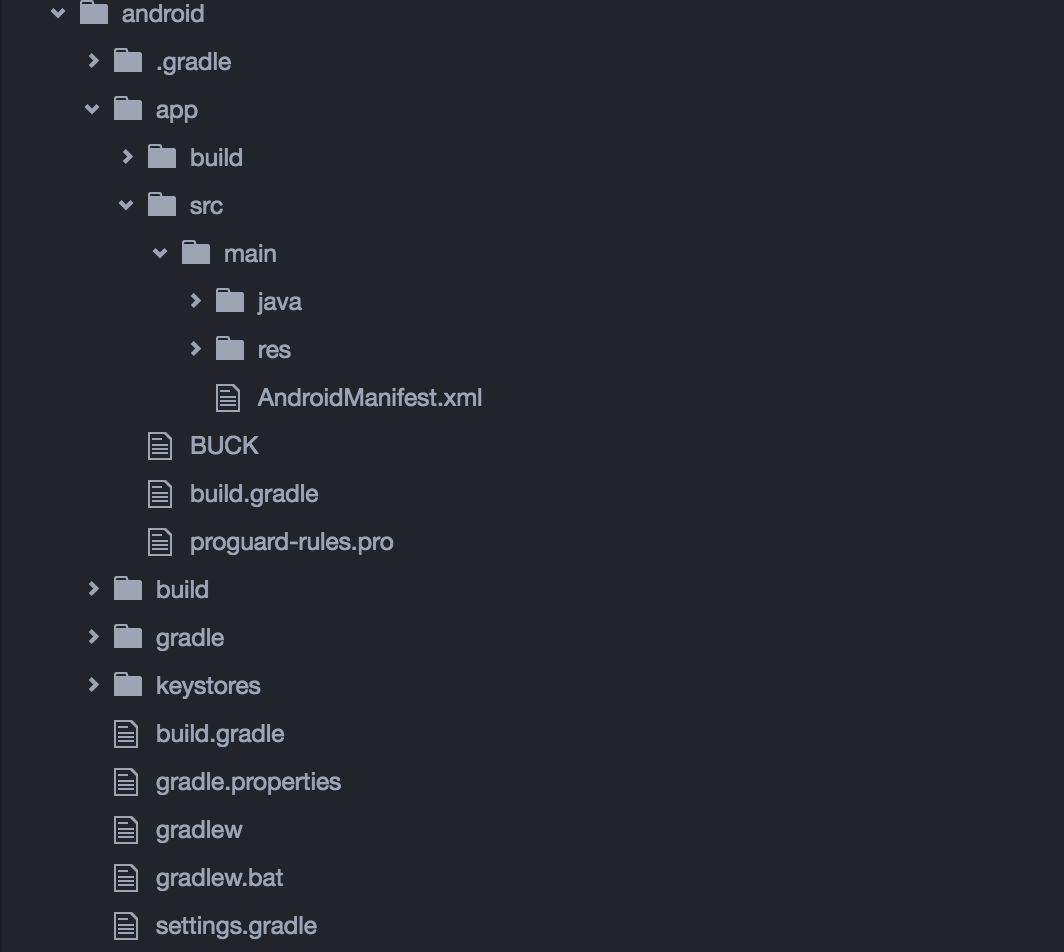 android
.gradle
app
build
src
main
java
res
AndroidManifest.xml
BUCK
build.gradle
proguard-rules.pro
build
gradle
keystores
build.gradle
gradle.properties
gradlew
gradlew.bat
settings.gradle